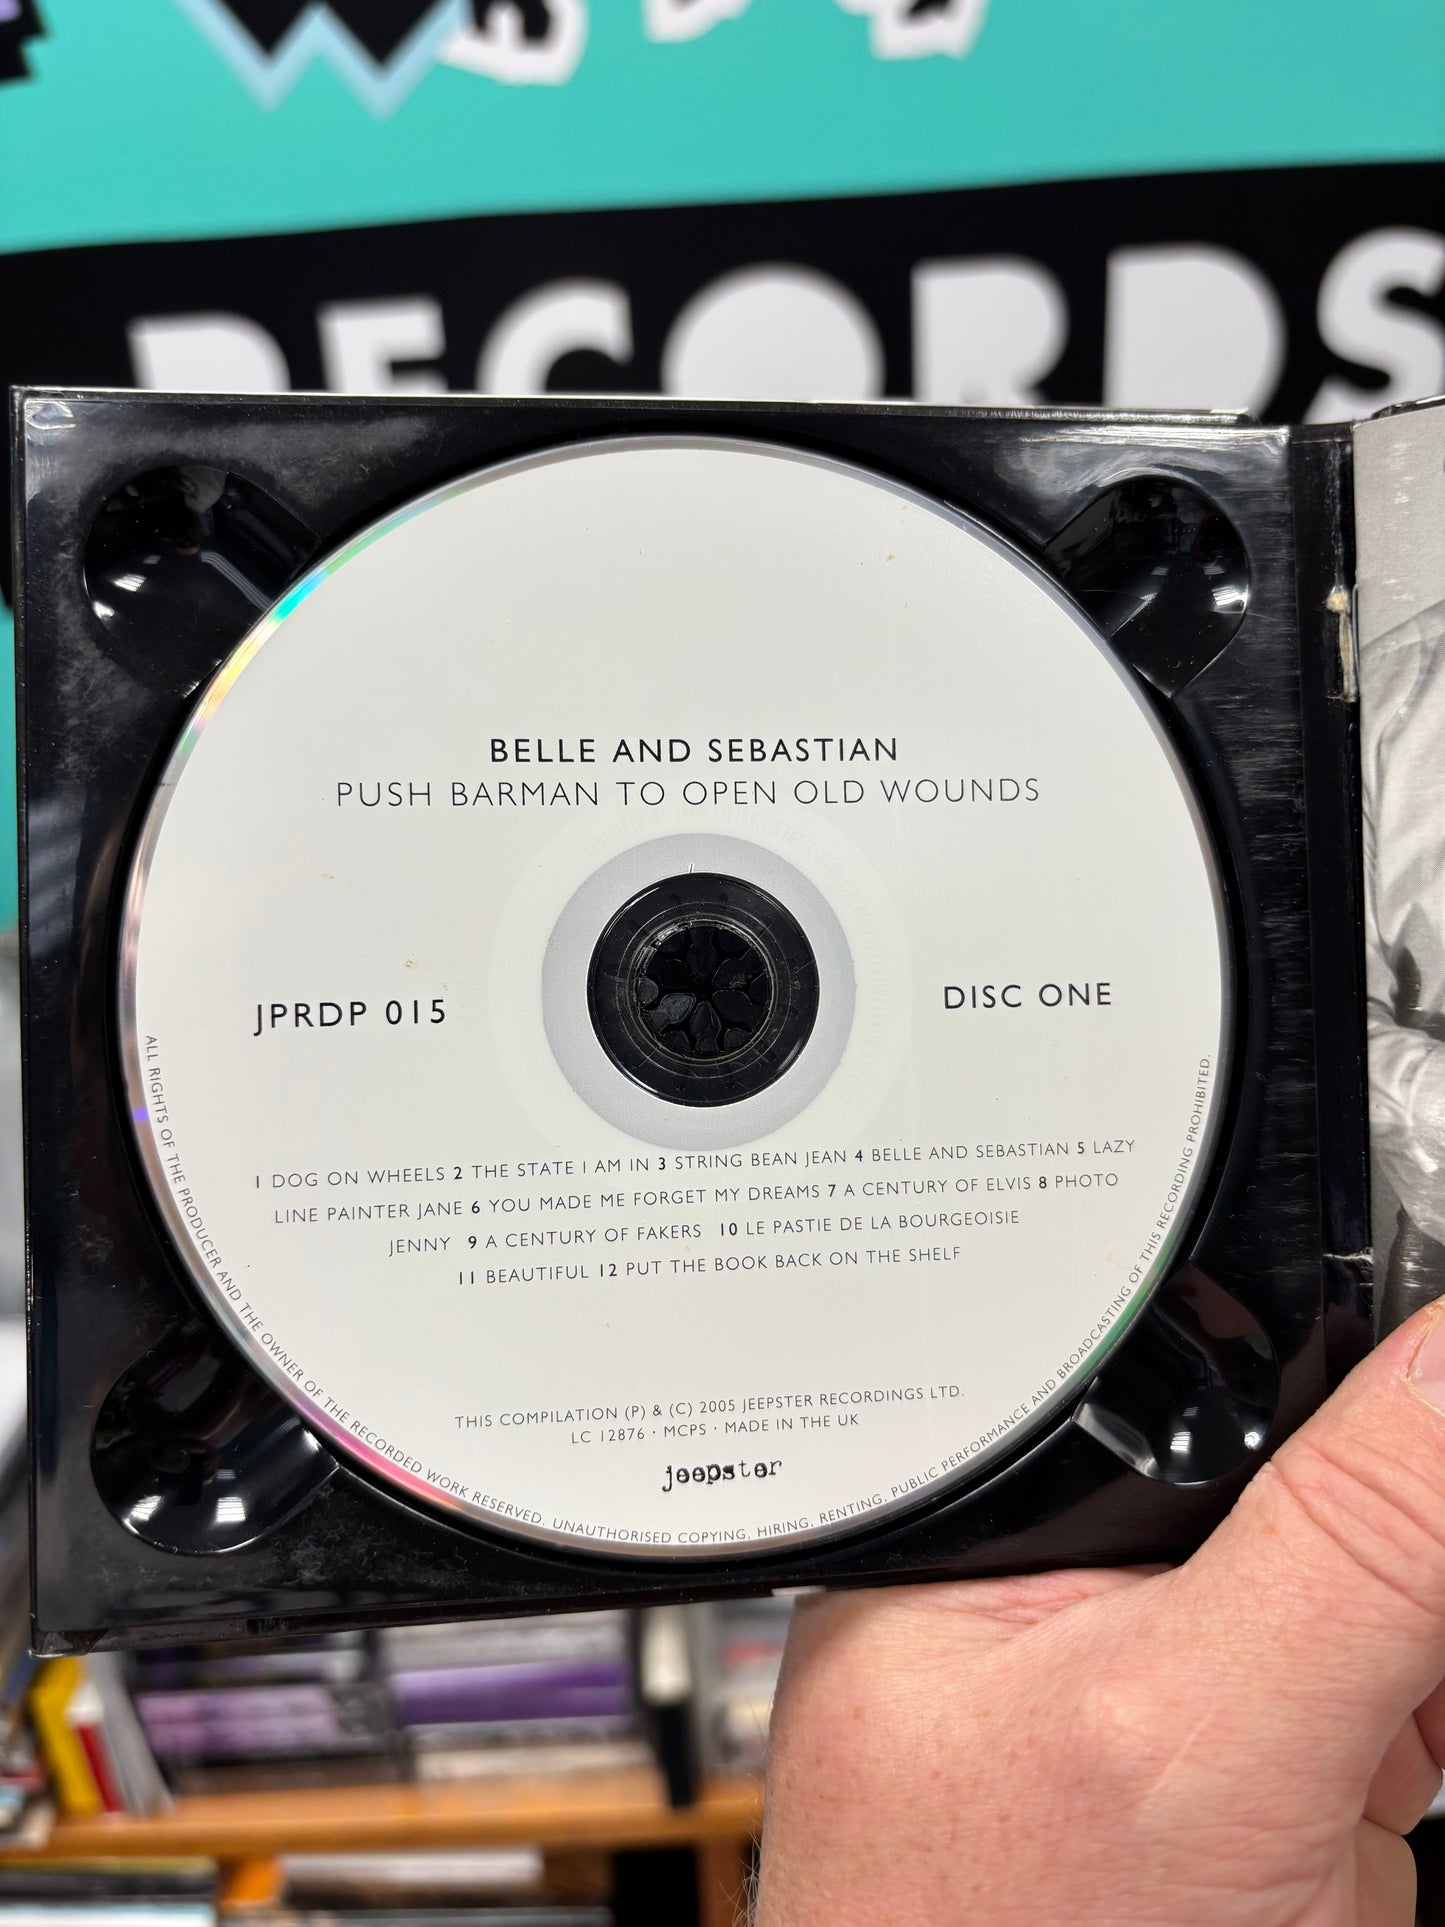 RECORDS
BELLE AND SEBASTIAN
PUSH BARMAN TO OPEN OLD WOUNDS
JPRDP 015
DISC ONE
1 DOG ON WHEELS 2 THE STATE I AM IN 3 STRING BEAN JEAN 4 BELLE AND SEBASTIAN 5 LAZY
LINE PAINTER JANE 6 YOU MADE ME FORGET MY DREAMS 7 A CENTURY OF ELVIS 8 PHOTO
JENNY 9 A CENTURY OF FAKERS 10 LE PASTIE DE LA BOURGEOISIE
11 BEAUTIFUL 12 PUT THE BOOK BACK ON THE SHELF
THIS COMPILATION (P) & (C) 2005 JEEPSTER RECORDINGS LTD.
LC 12876 · MCPS · MADE IN THE UK
jeepster
ALL RIGHTS OF THE PRODUCER AND THE OWNER OF THE RECORDED WORK RESERVED. UNAUTHORISED COPYING, HIRING, RENTING, PUBLIC PERFORMANCE AND BROADCASTING OF THIS RECORDING PROHIBITED.